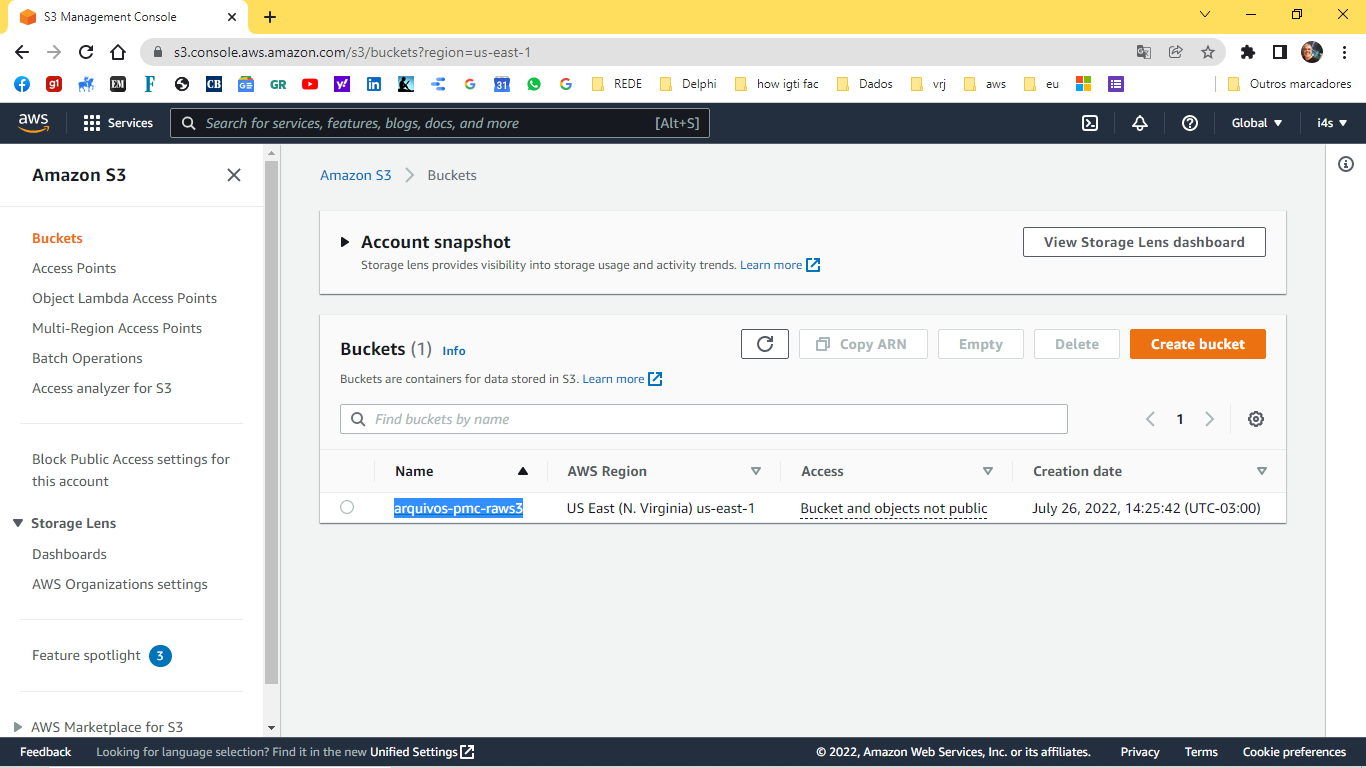 S3 Management Console
s3.console.aws.amazon.com/s3/buckets?region=us-east-1
REDE Delphi how igti fac Dados vrj aws eu Outros marcadores
aws Services Search for services, features, blogs, docs, and more [Alt+S] Global i4s
Amazon S3
Buckets
Access Points
Object Lambda Access Points
Multi-Region Access Points
Batch Operations
Access analyzer for S3
Block Public Access settings for
this account
Storage Lens
Dashboards
AWS Organizations settings
Feature spotlight 3
AWS Marketplace for S3
Amazon S3 Buckets
Account snapshot
View Storage Lens dashboard
Storage lens provides visibility into storage usage and activity trends. Learn more
Buckets (1) Info
Copy ARN Empty Delete Create bucket
Buckets are containers for data stored in S3. Learn more
Find buckets by name
1
Name AWS Region Access Creation date
arquivos-pmc-raws3 US East (N. Virginia) us-east-1 Bucket and objects not public July 26, 2022, 14:25:42 (UTC-03:00)
Feedback Looking for language selection? Find it in the new Unified Settings © 2022, Amazon Web Services, Inc. or its affiliates. Privacy Terms Cookie preferences